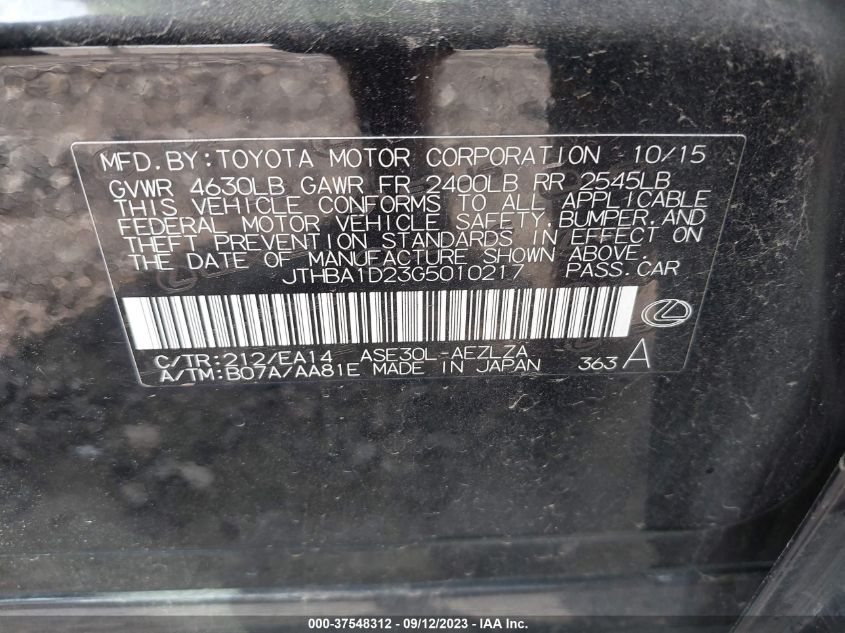 MFD.BY:TOYOTA MOTOR CORPORATION 10/15
GVWR 4630LB GAWR FR 2400LB RR 2545LB
THIS VEHICLE CONFORMS TO ALL APPLICABLE
FEDERAL MOTOR VEHICLE SAFETY, BUMPER, AND
THEFT PREVENTION STANDARDS IN EFFECT ON
THE DATE OF MANUFACTURE SHOWN ABOVE.
JTHBA1D23G5010217 PASS.CAR
C/TR:212/EA14 ASE30L-AEZLZA
A/TM:B07A/AA81E MADE IN JAPAN 363 A
000-37548312 - 09/12/2023 - IAA Inc.